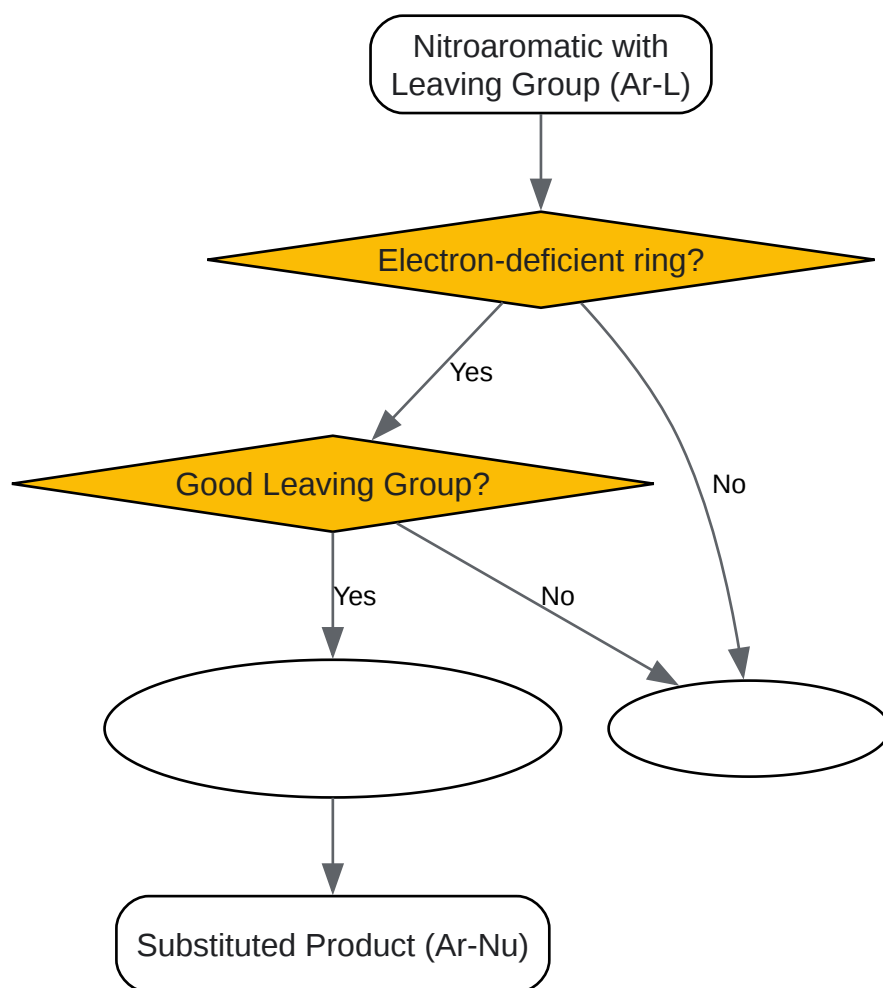 Nitroaromatic with
Leaving Group (Ar-L)
Electron-deficient ring?
Yes
Good Leaving Group?
No
Yes
No
Substituted Product (Ar-Nu)